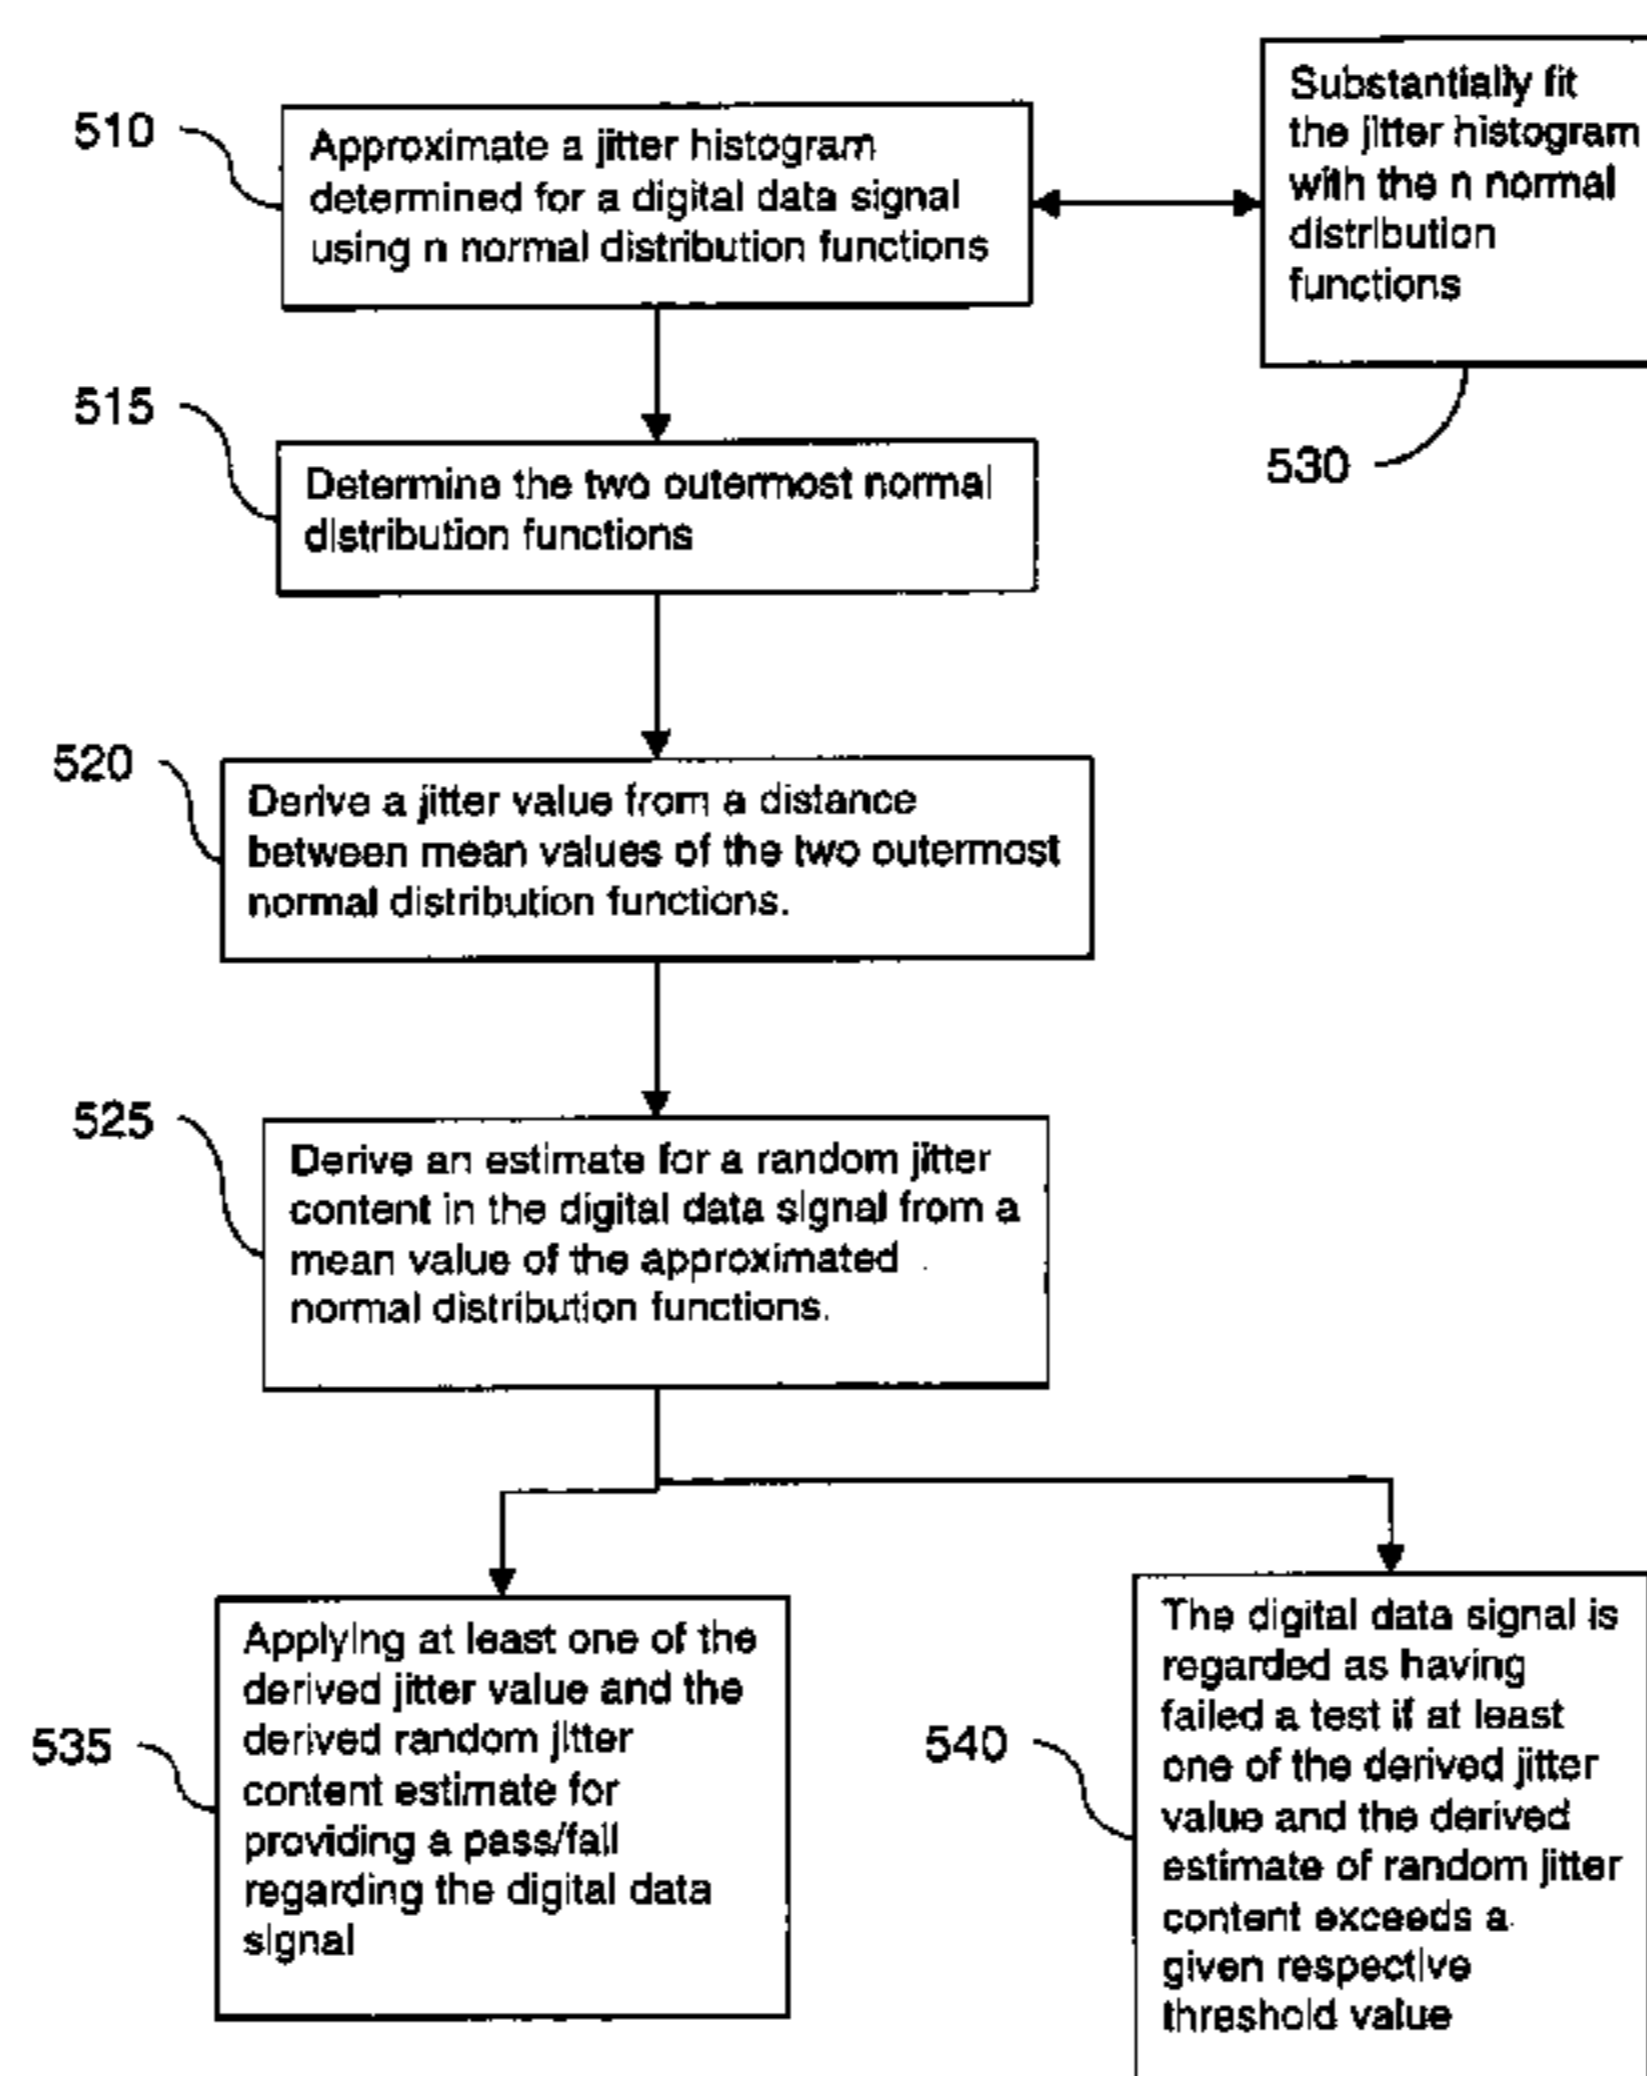 510
Approximate a jitter histogram
determined for a digital data signal
using n normal distribution functions
Substantially fit
the jitter histogram
with the n normal
distribution
functions
530
515
Determine the two outermost normal
distribution functions
520
Derive a jitter value from a distance
between mean values of the two outermost
normal distribution functions.
525
Derive an estimate for a random jitter
content in the digital data signal from a
mean value of the approximated
normal distribution functions.
535
Applying at least one of the
derived jitter value and the
derived random jitter
content estimate for
providing a pass/fail
regarding the digital data
signal
540
The digital data signal is
regarded as having
failed a test if at least
one of the derived jitter
value and the derived
estimate of random jitter
content exceeds a
given respective
threshold value